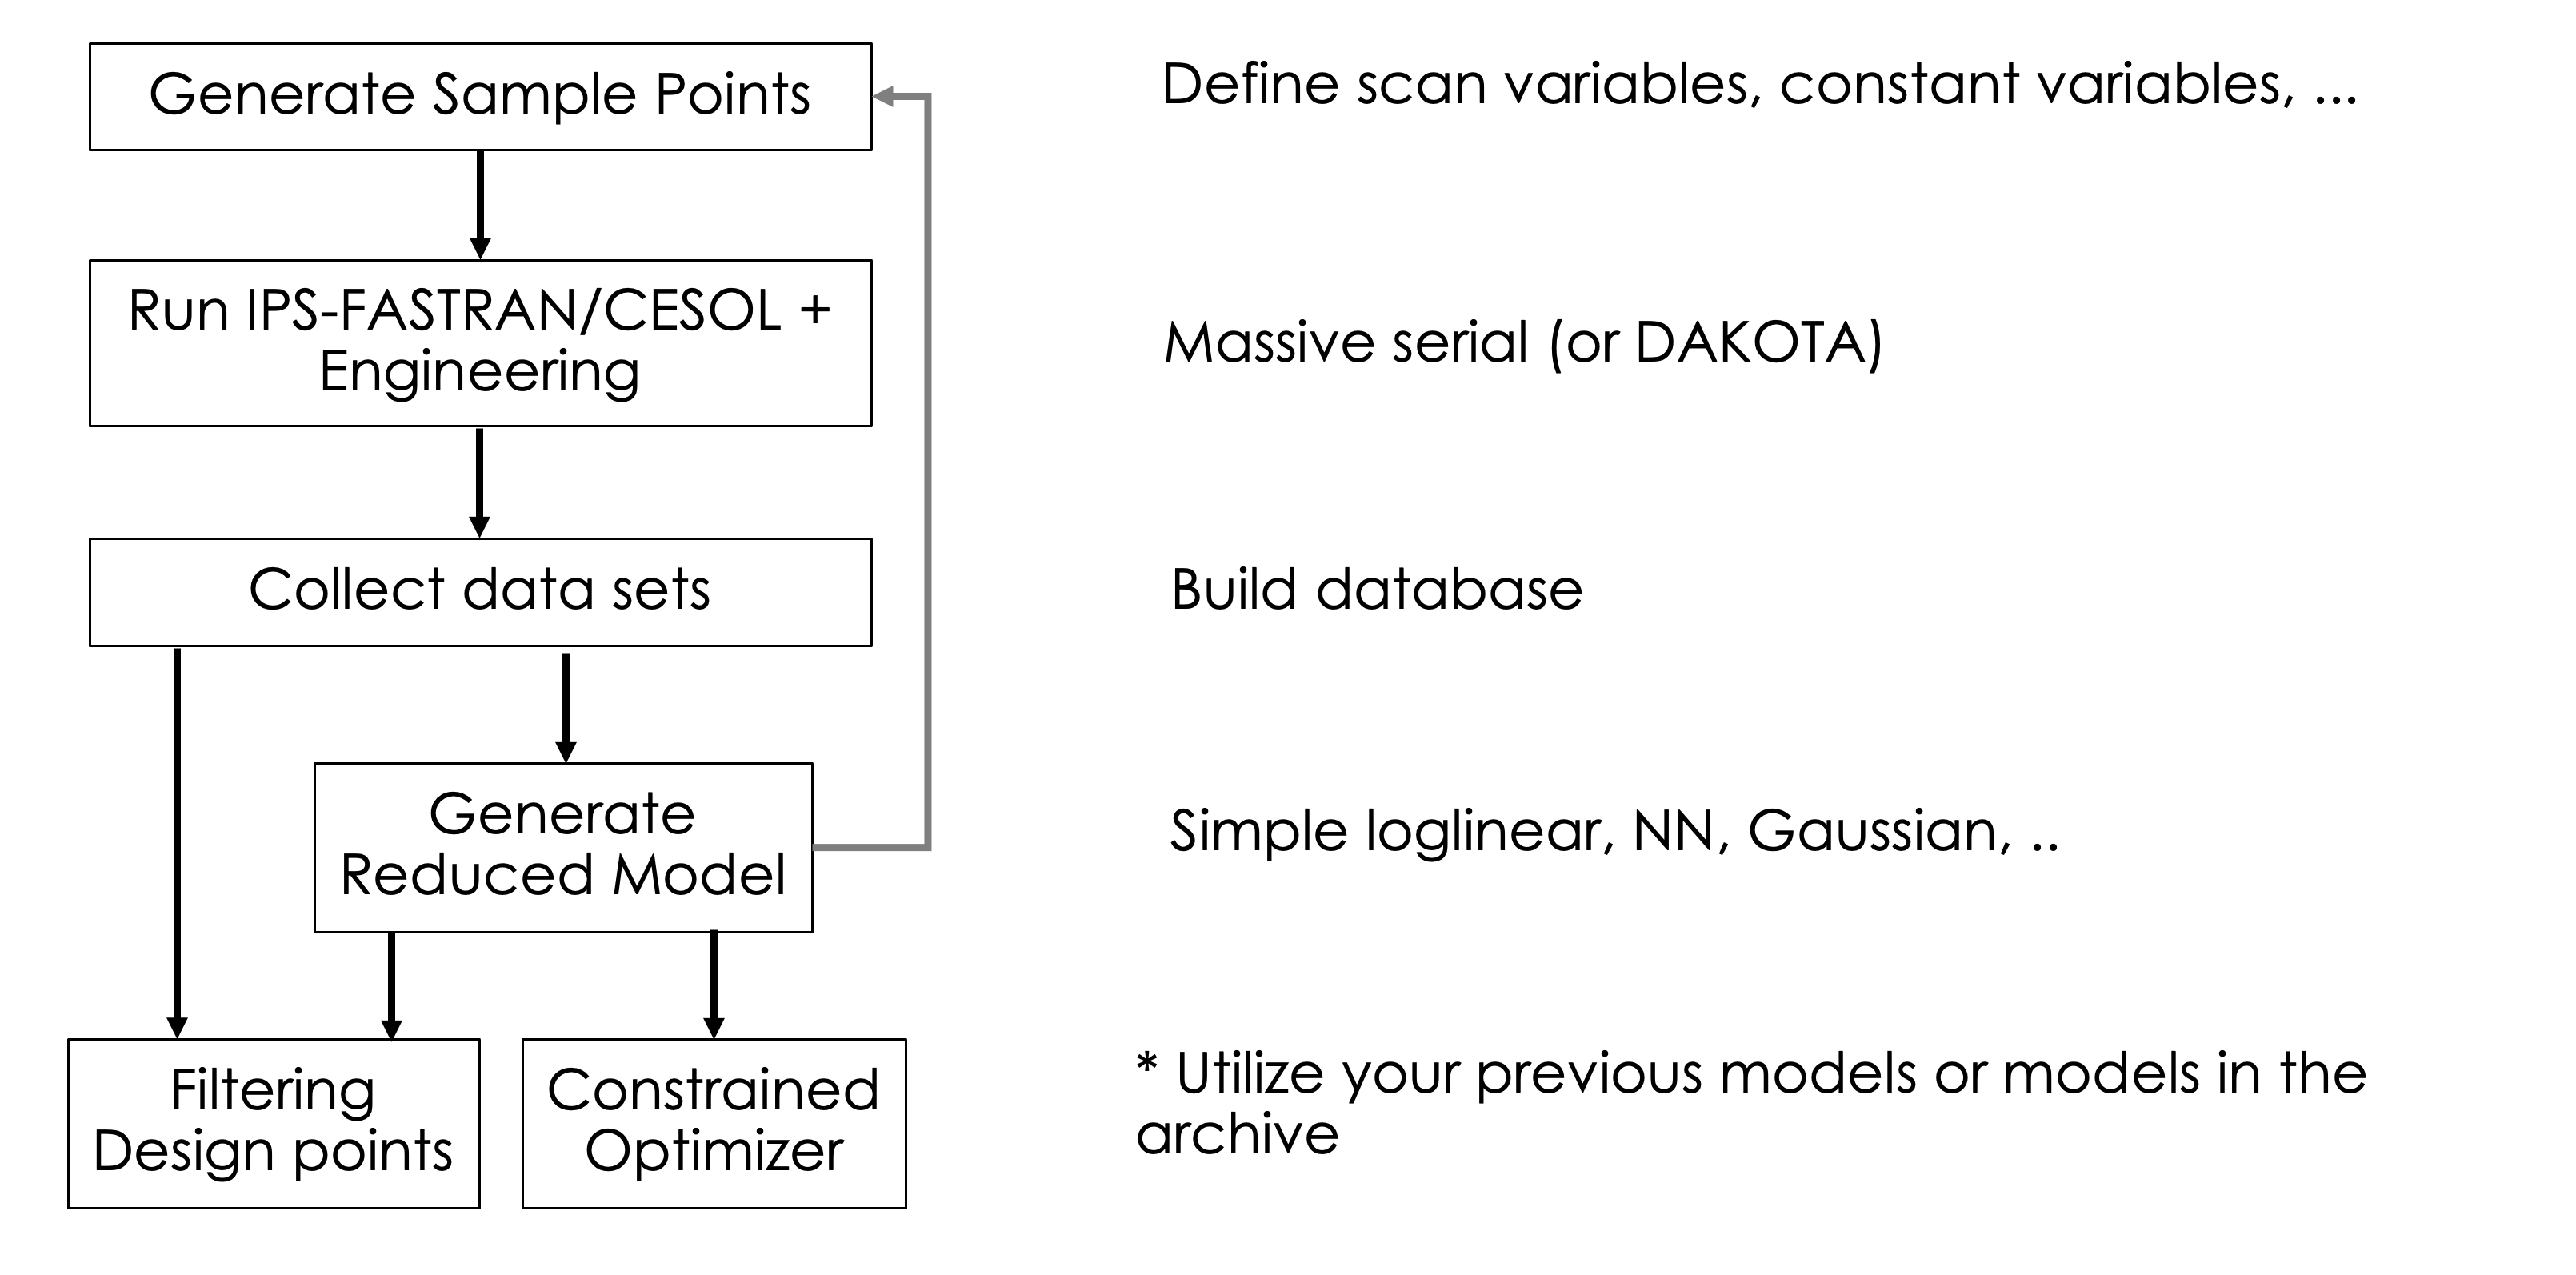 Generate Sample Points
Define scan variables, constant variables, ...
Run IPS-FASTRAN/CESOL +
Engineering
Massive serial (or DAKOTA)
Collect data sets
Build database
Generate
Reduced Model
Simple loglinear, NN, Gaussian, ..
Filtering
Design points
Constrained
Optimizer
* Utilize your previous models or models in the
archive